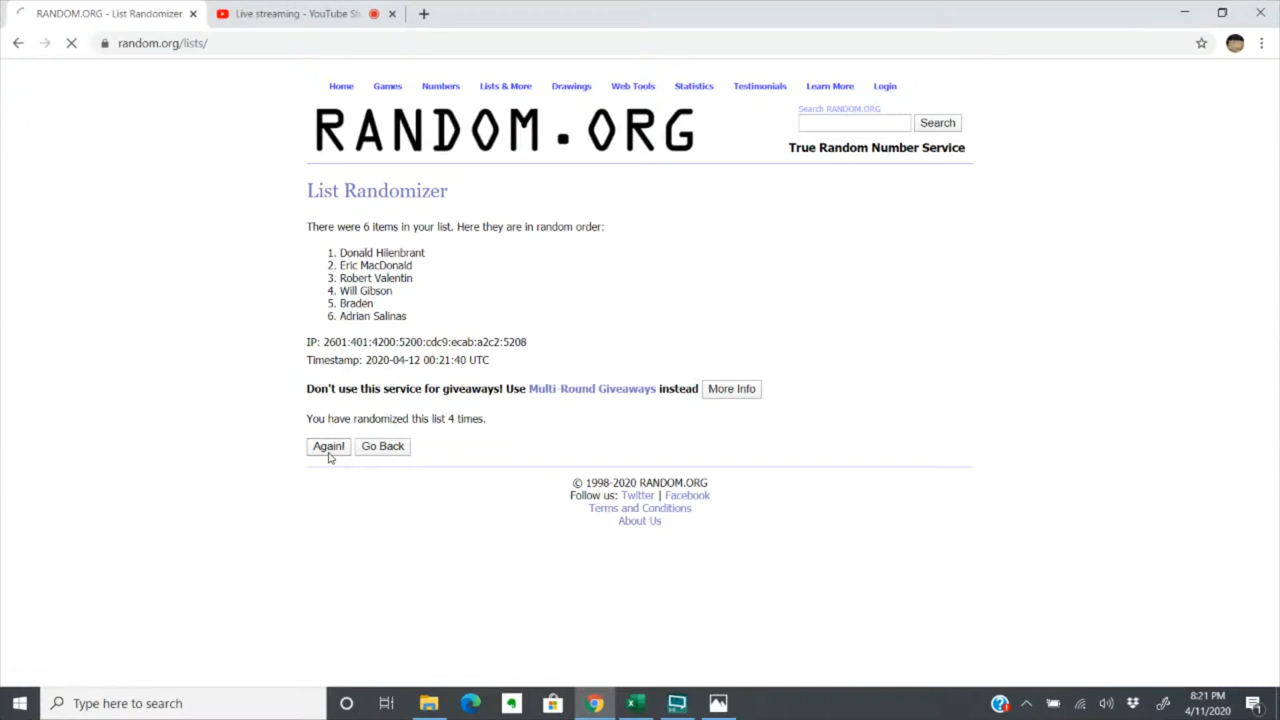 RANDOM.ORG - List Randomizer
Live streaming - YouTube St
random.org/lists/
Home Games Numbers Lists & More Drawings Web Tools Statistics Testimonials Learn More Login
Search RANDOM.ORG
RANDOM.ORG
Search
True Random Number Service
List Randomizer
There were 6 items in your list. Here they are in random order:
1. Donald Hilenbrant
2. Eric MacDonald
3. Robert Valentin
4. Will Gibson
5. Braden
6. Adrian Salinas
IP: 2601:401:4200:5200:cdc9:ecab:a2c2:5208
Timestamp: 2020-04-12 00:21:40 UTC
Don't use this service for giveaways! Use Multi-Round Giveaways instead More Info
You have randomized this list 4 times.
Again! Go Back
© 1998-2020 RANDOM.ORG
Follow us: Twitter | Facebook
Terms and Conditions
About Us
Type here to search
8:21 PM
4/11/2020
1